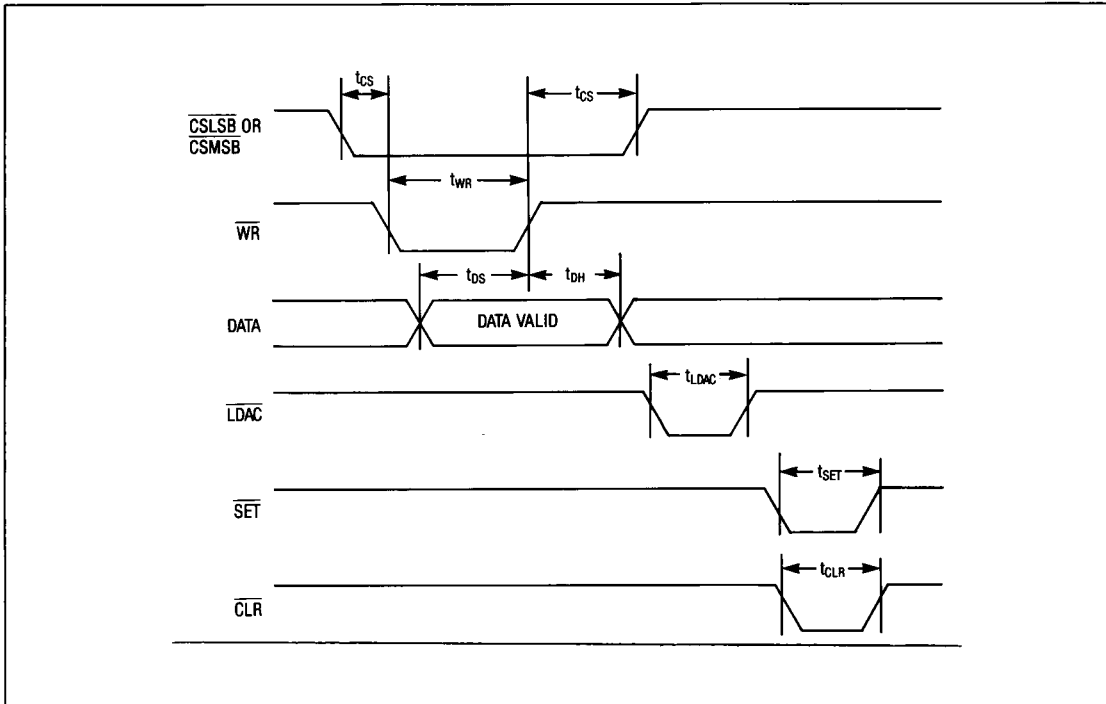 tCS
tCS
CSLSB OR
CSMSB
tWR
WR
tDS
tDH
DATA
DATA VALID
tLDAC
LDAC
tSET
SET
tCLR
CLR